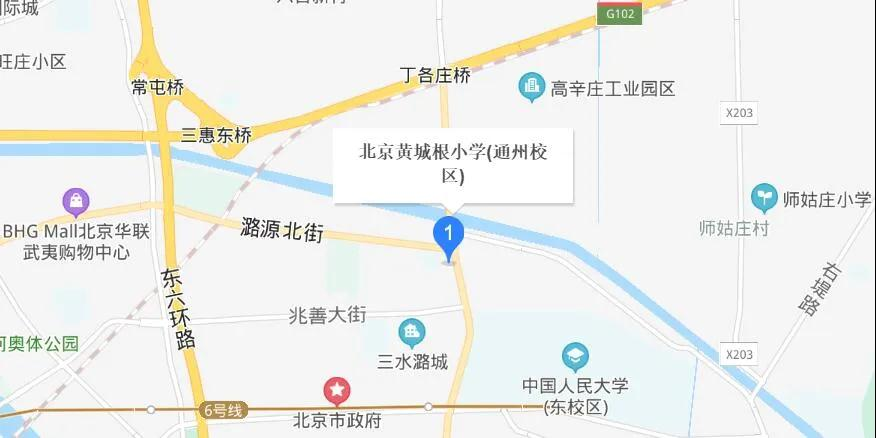 G102
旺庄小区
丁各庄桥
常屯桥
高辛庄工业园区
X203
三惠东桥
北京黄城根小学(通州校
区)
师姑庄小学
BHG Mall北京华联
武夷购物中心
潞源北街
1
师姑庄村
右堤路
东六环路
兆善大街
河奥体公园
三水潞城
X203
中国人民大学
(东校区)
6号线
北京市政府